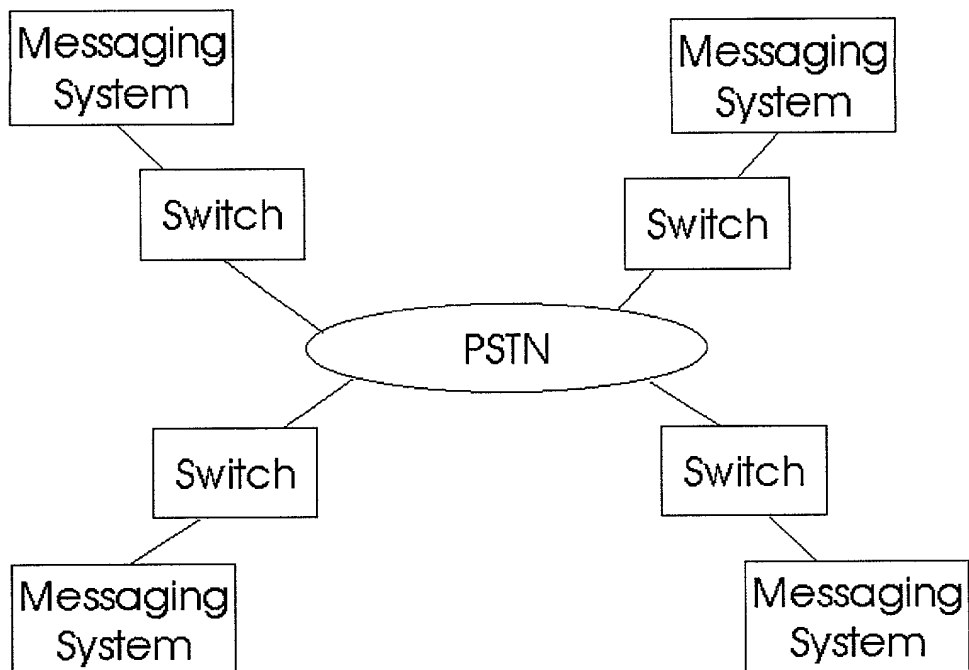 Messaging
System
Messaging
System
Switch
Switch
PSTN
Switch
Switch
Messaging
System
Messaging
System